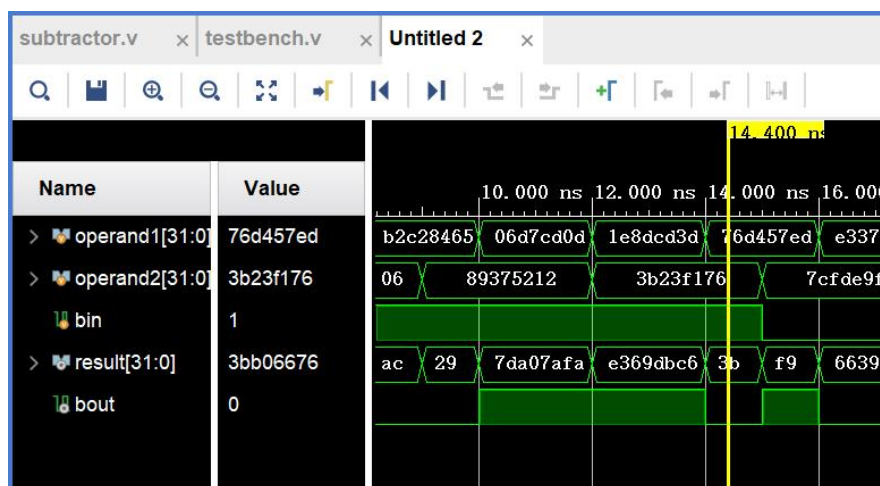 subtractor.v × testbench.v × Untitled 2 ×
14.400 ns
Name Value 10.000 ns 12.000 ns 14.000 ns 16.00
operand1[31:0] 76d457ed b2c28465 06d7cd0d 1e8dcd3d 76d457ed e337
operand2[31:0] 3b23f176 06 89375212 3b23f176 7cfde9f
bin 1
result[31:0] 3bb06676 ac 29 7da07afa e369dbc6 3b f9 6639
bout 0